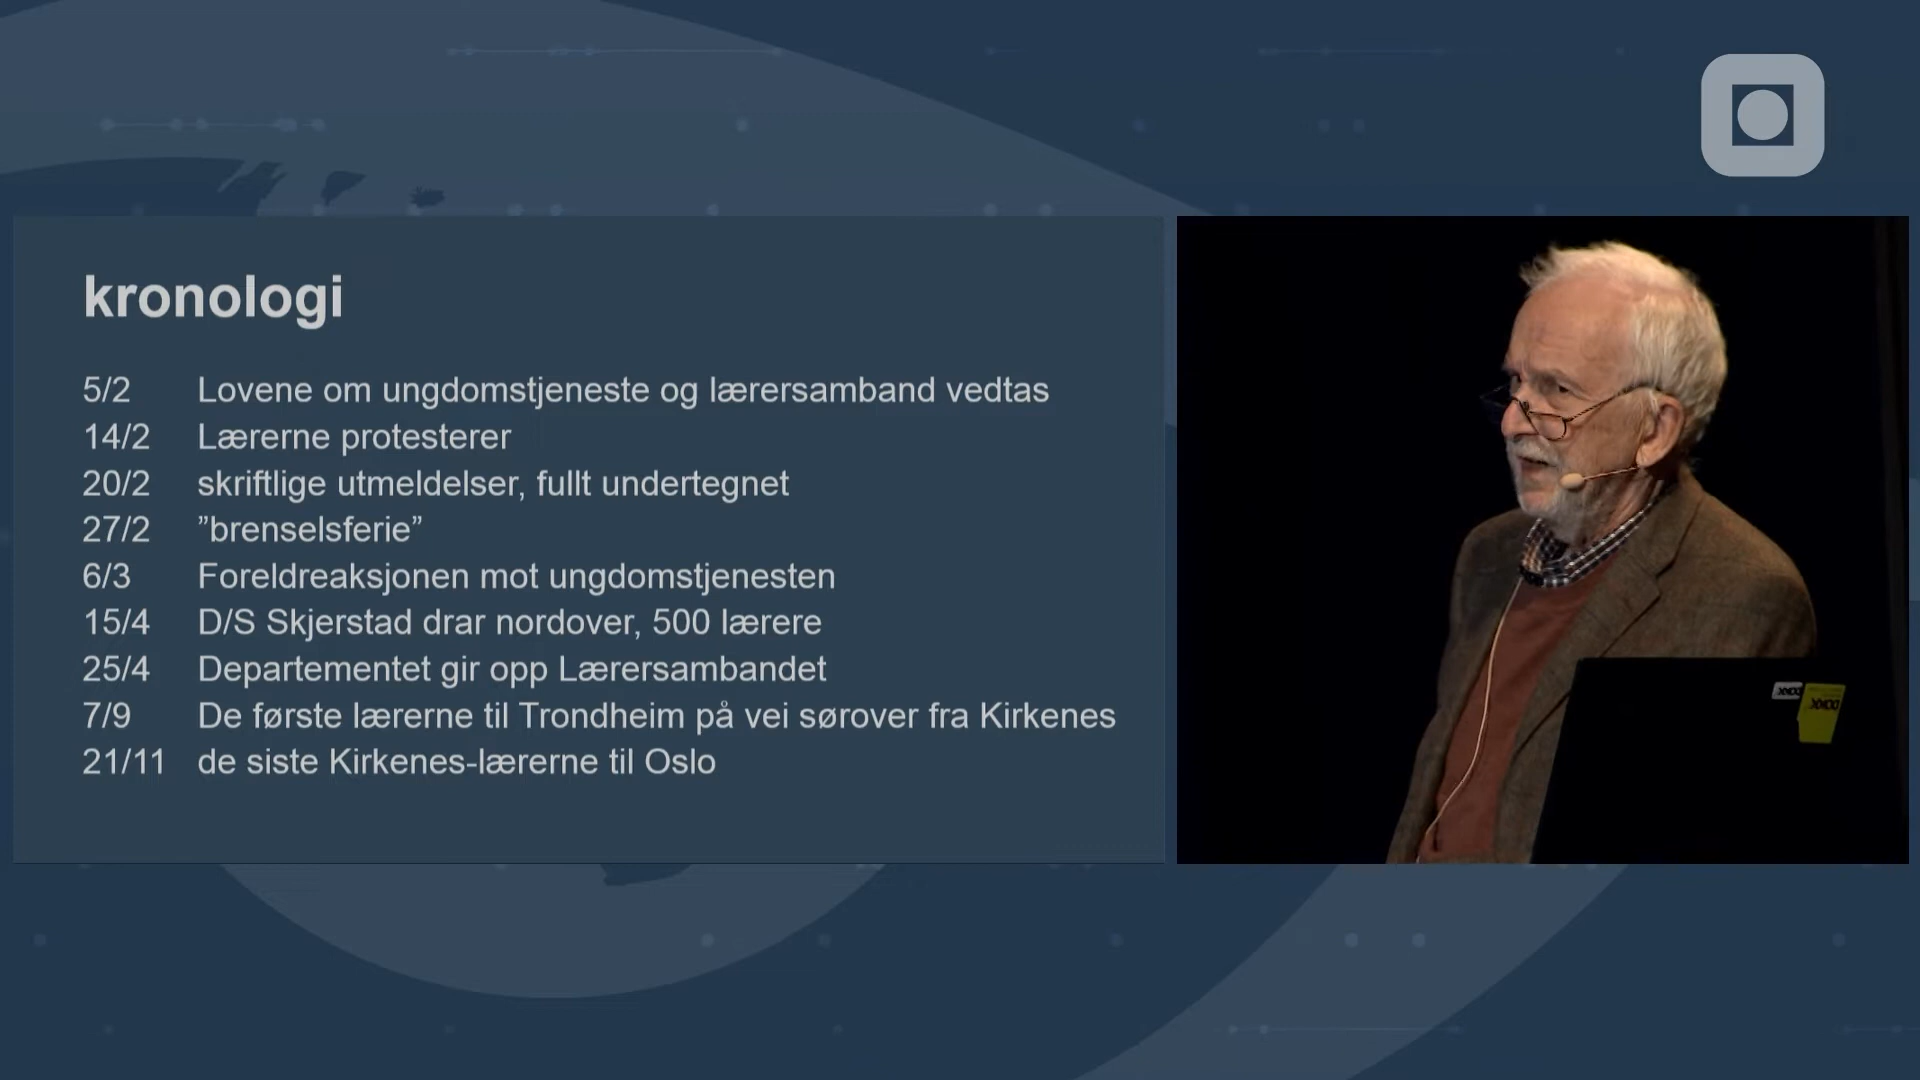 kronologi
5/2 Lovene om ungdomstjeneste og lærersamband vedtas
14/2 Lærerne protesterer
20/2 skriftlige utmeldelser, fullt undertegnet
27/2 ”brenselsferie”
6/3 Foreldreaksjonen mot ungdomstjenesten
15/4 D/S Skjerstad drar nordover, 500 lærere
25/4 Departementet gir opp Lærersambandet
7/9 De første lærerne til Trondheim på vei sørover fra Kirkenes
21/11 de siste Kirkenes-lærerne til Oslo